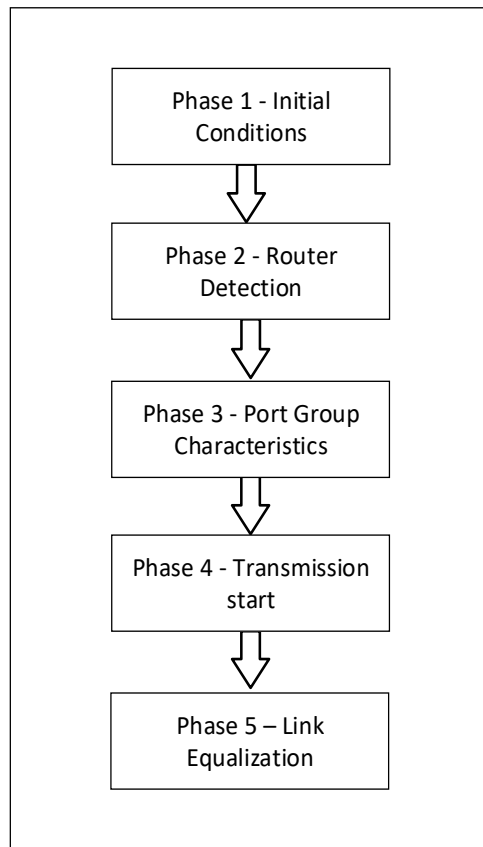 Phase 1 - Initial
Conditions
Phase 2 - Router
Detection
Phase 3 - Port Group
Characteristics
Phase 4 - Transmission
start
Phase 5 – Link
Equalization